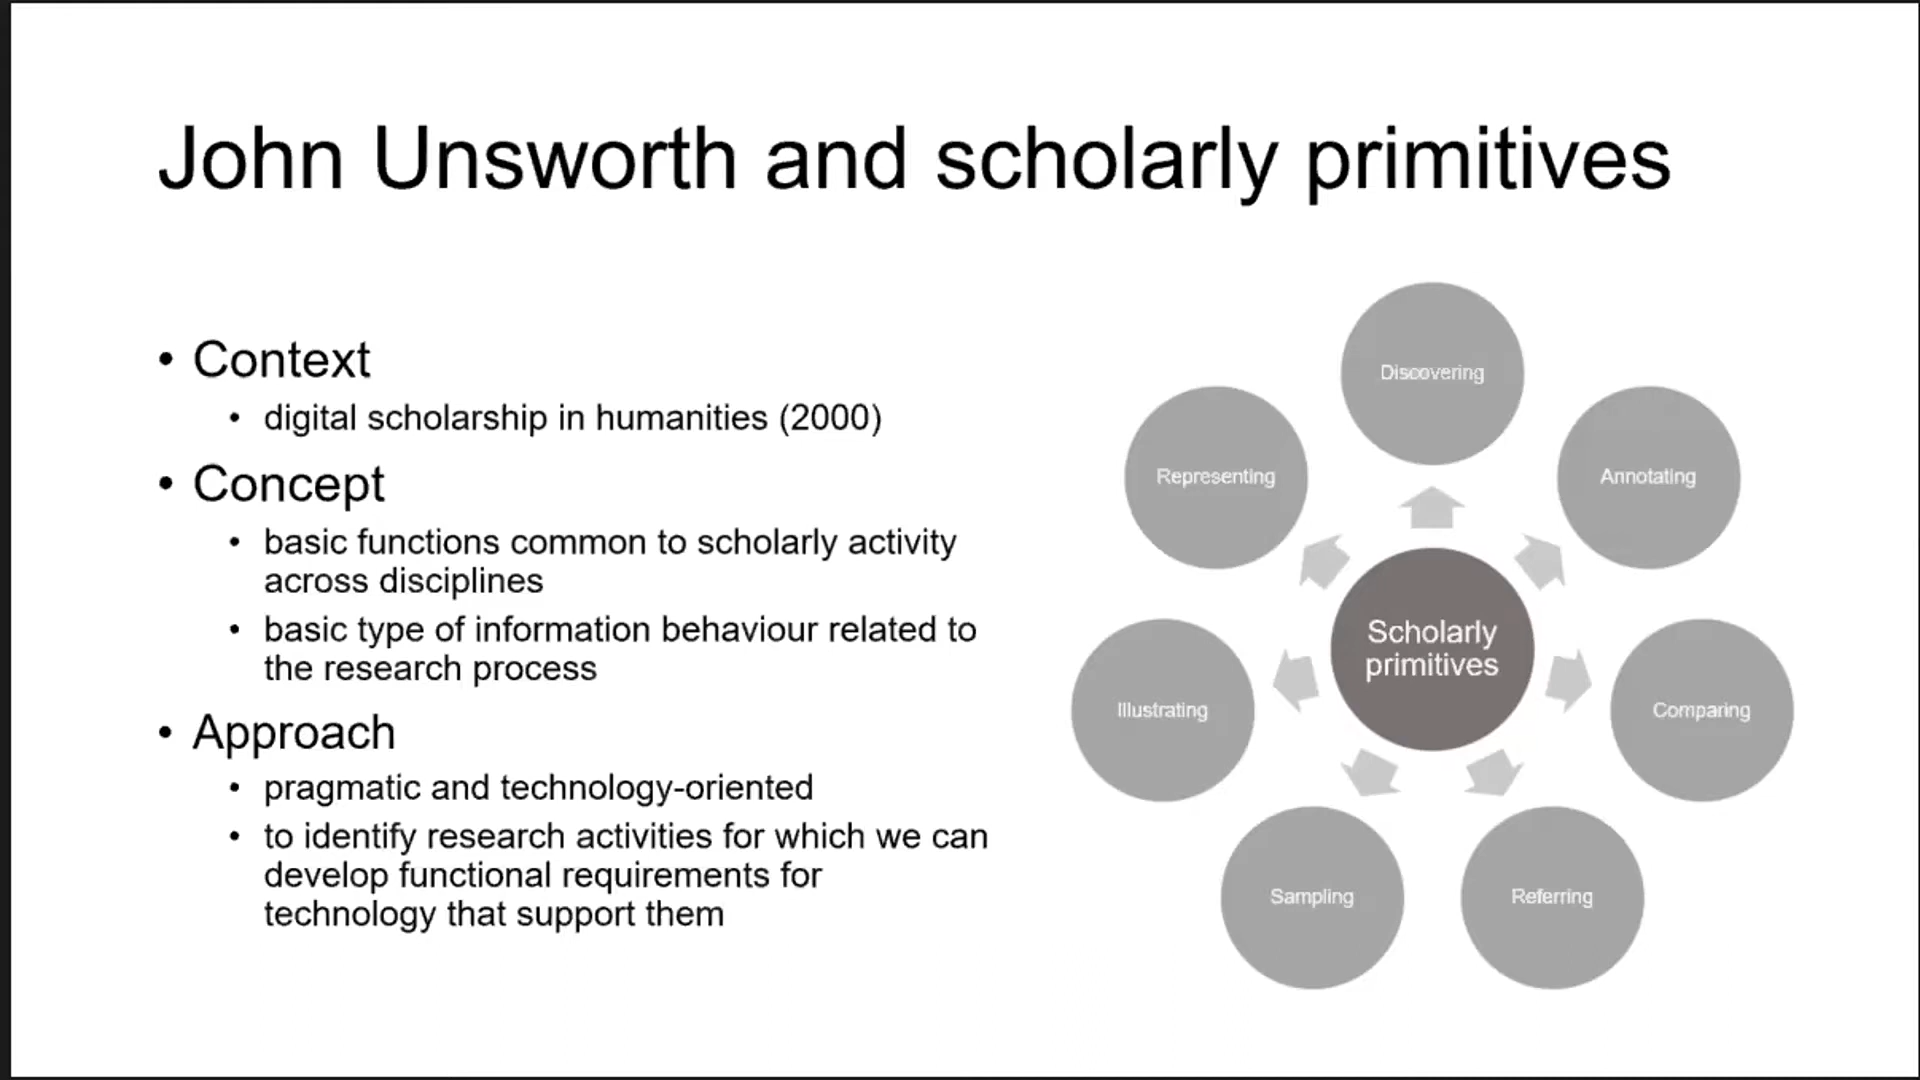 John Unsworth and scholarly primitives
• Context
• digital scholarship in humanities (2000)
• Concept
• basic functions common to scholarly activity
across disciplines
• basic type of information behaviour related to
the research process
• Approach
• pragmatic and technology-oriented
• to identify research activities for which we can
develop functional requirements for
technology that support them
Discovering
Annotating
Comparing
Referring
Sampling
Illustrating
Representing
Scholarly
primitives